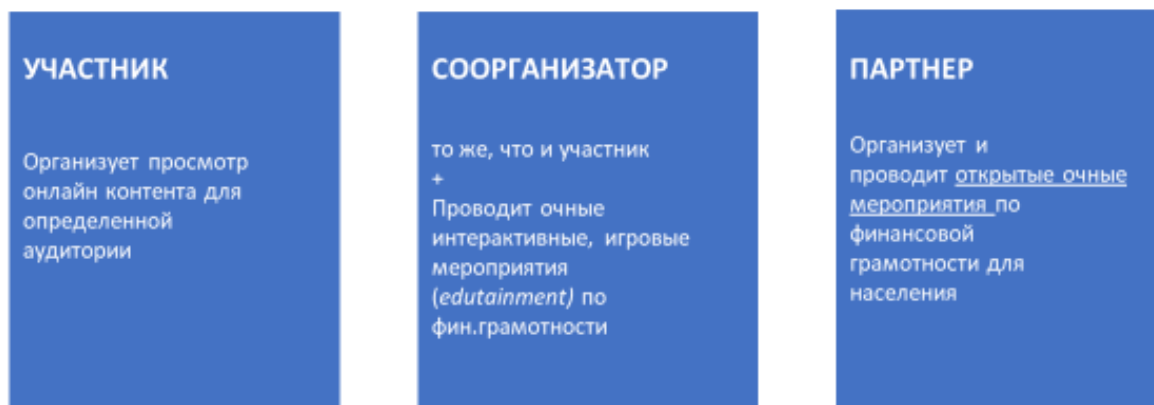 УЧАСТНИК
Организует просмотр
онлайн контента для
определенной
аудитории
СООРГАНИЗАТОР
то же, что и участник
+
Проводит очные
интерактивные, игровые
мероприятия
(edutainment) по
фин.грамотности
ПАРТНЕР
Организует и
проводит открытые очные
мероприятия по
финансовой
грамотности для
населения